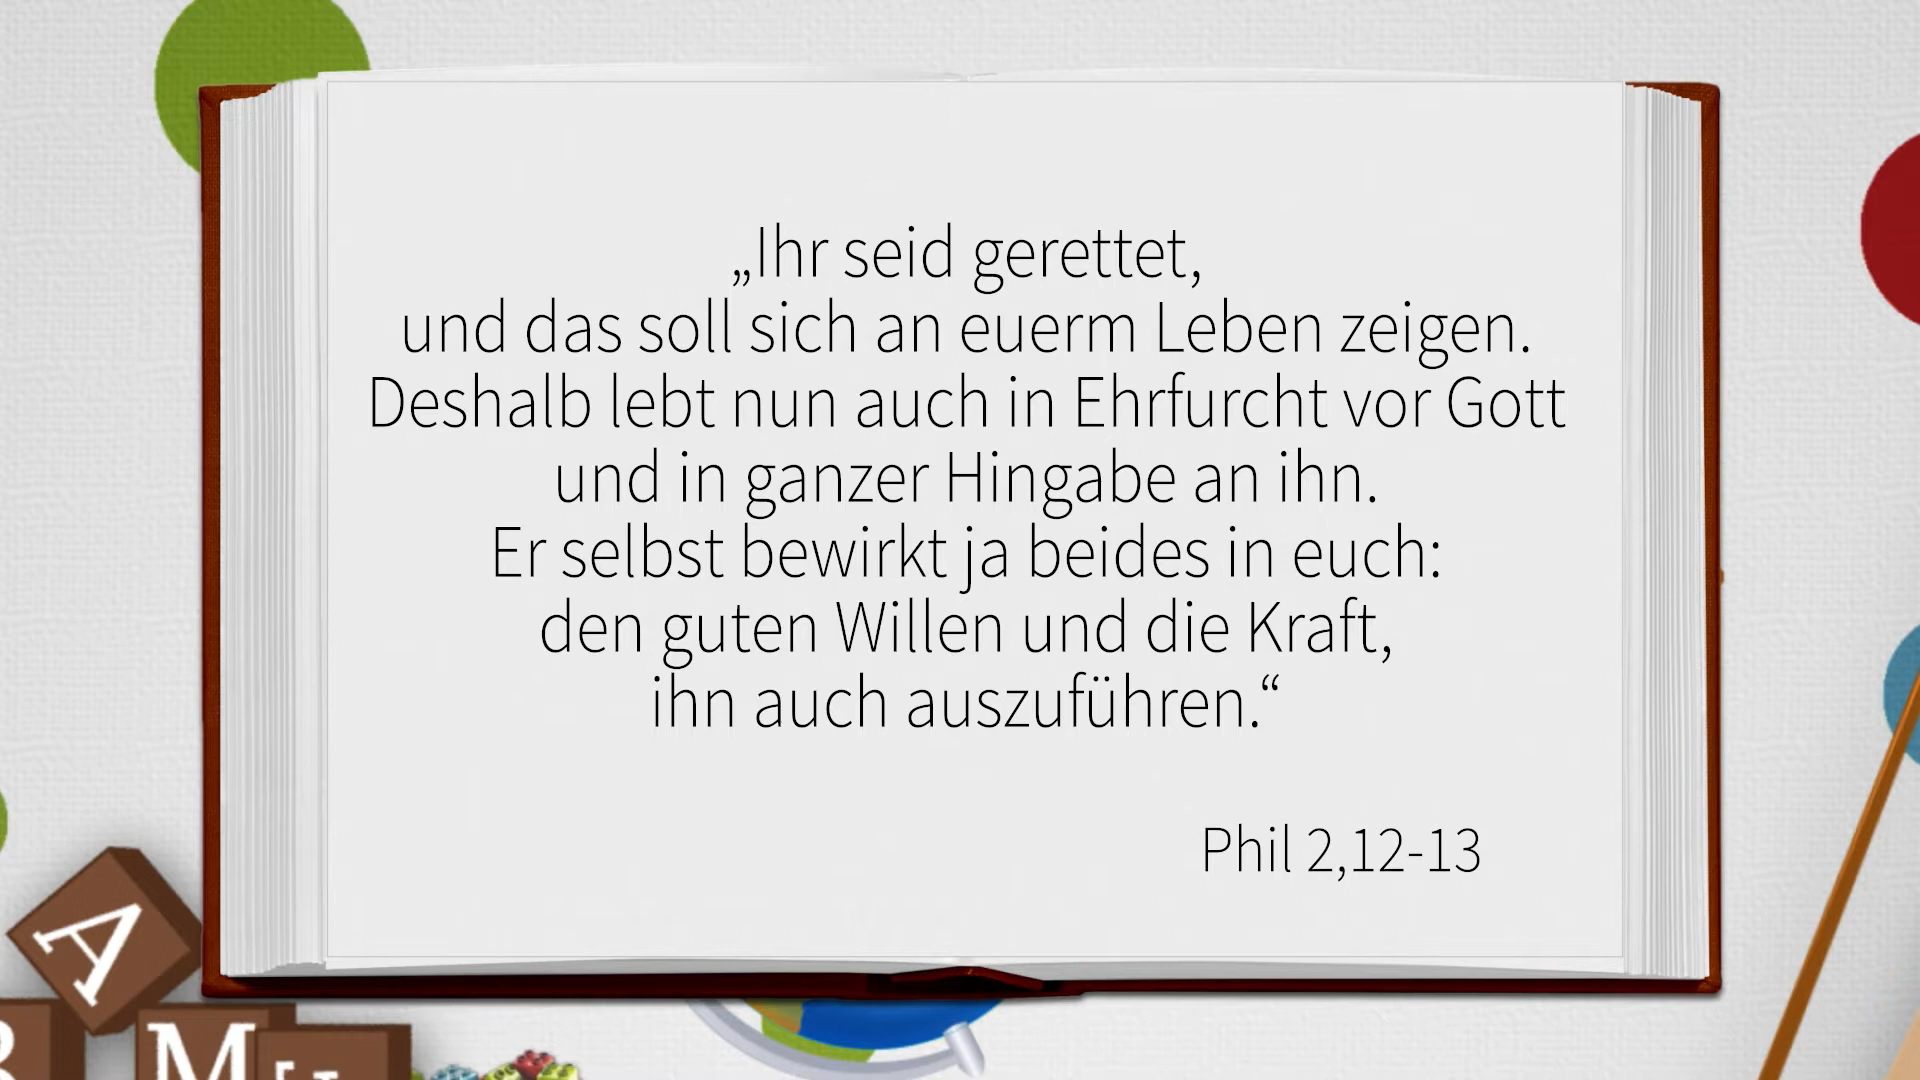 „Ihr seid gerettet,
und das soll sich an euerm Leben zeigen.
Deshalb lebt nun auch in Ehrfurcht vor Gott
und in ganzer Hingabe an ihn.
Er selbst bewirkt ja beides in euch:
den guten Willen und die Kraft,
ihn auch auszuführen.“
Phil 2,12-13
A
M